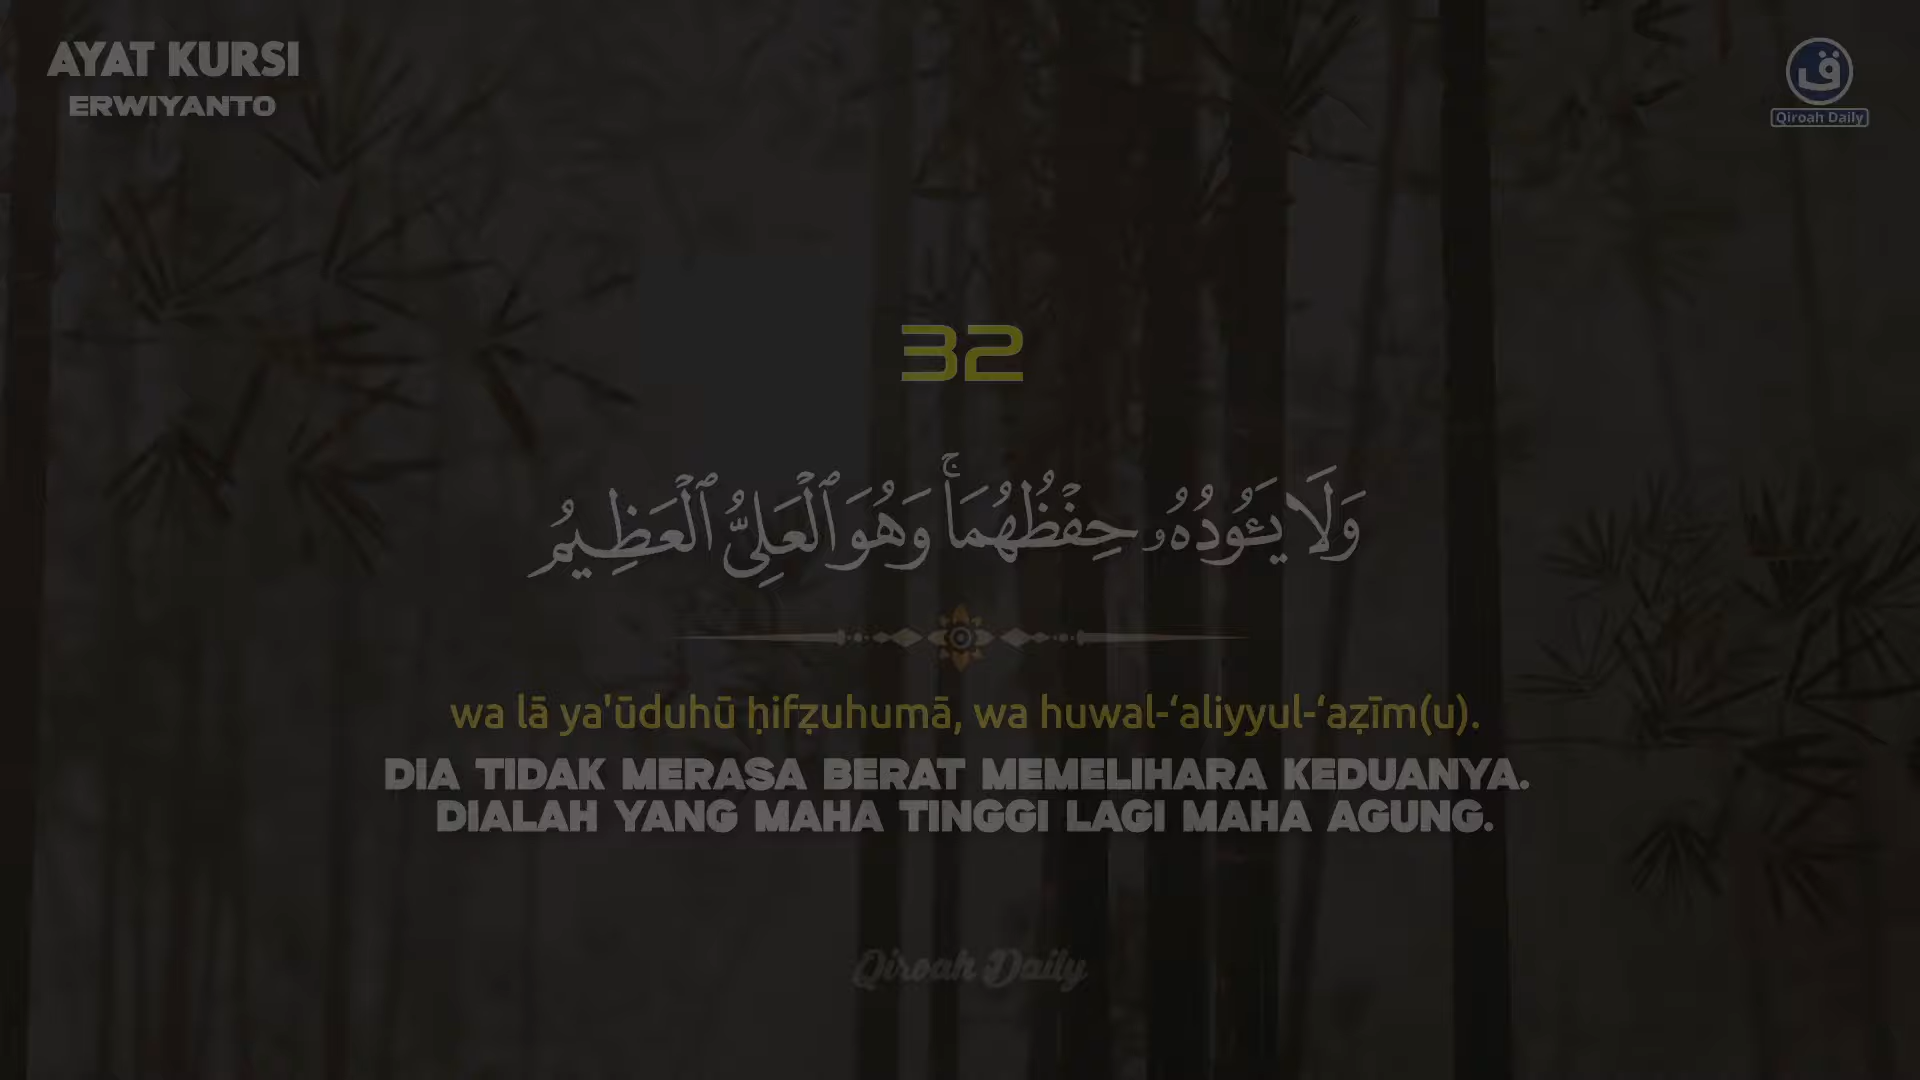 AYAT KURSI
ERWIYANTO
ق
Qiroah Daily
32
وَلَا يَـُٔودُهُۥ حِفْظُهُمَاۚ وَهُوَ ٱلْعَلِىُّ ٱلْعَظِيمُ
wa lā ya'ūduhū ḥifẓuhumā, wa huwal-‘aliyyul-‘aẓīm(u).
DIA TIDAK MERASA BERAT MEMELIHARA KEDUANYA.
DIALAH YANG MAHA TINGGI LAGI MAHA AGUNG.
Qiroah Daily